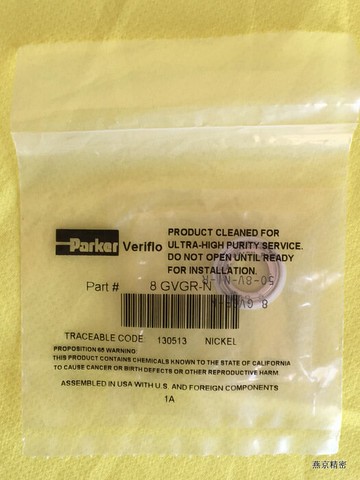 PRODUCT CLEANED FOR
Parker Veriflo ULTRA-HIGH PURITY SERVICE.
DO NOT OPEN UNTIL READY
FOR INSTALLATION.
Part # 8 GVGR-N
TRACEABLE CODE 130513 NICKEL
PROPOSITION 65 WARNING:
THIS PRODUCT CONTAINS CHEMICALS KNOWN TO THE STATE OF CALIFORNIA
TO CAUSE CANCER OR BIRTH DEFECTS OR OTHER REPRODUCTIVE HARM.
ASSEMBLED IN USA WITH U.S. AND FOREIGN COMPONENTS
1A
燕京精密